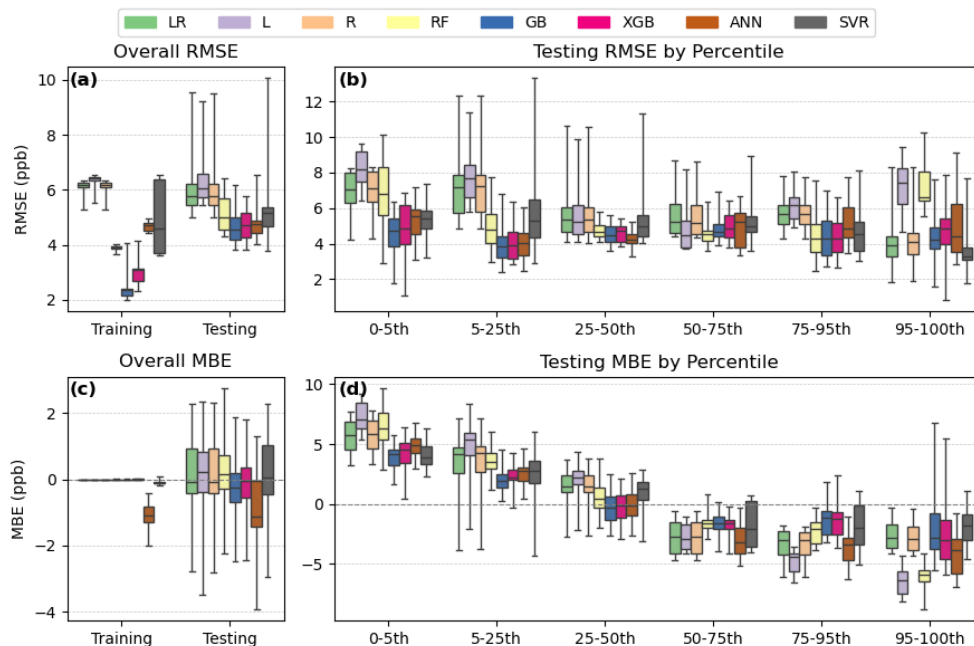 LR L R RF GB XGB ANN SVR
Overall RMSE
(a)
RMSE (ppb)
10
8
6
4
2
Training Testing
Testing RMSE by Percentile
(b)
12
10
8
6
4
2
0-5th 5-25th 25-50th 50-75th 75-95th 95-100th
Overall MBE
(c)
MBE (ppb)
2
0
−2
−4
Training Testing
Testing MBE by Percentile
(d)
10
5
0
−5
0-5th 5-25th 25-50th 50-75th 75-95th 95-100th